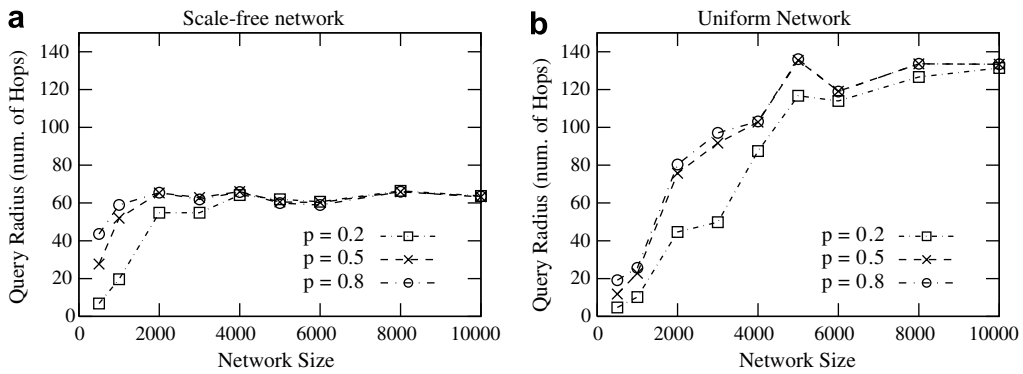 a
Scale-free network
Query Radius (num. of Hops)
140
120
100
80
60
40
20
0
p = 0.2
p = 0.5
p = 0.8
0 2000 4000 6000 8000 10000
Network Size
b
Uniform Network
Query Radius (num. of Hops)
140
120
100
80
60
40
20
0
p = 0.2
p = 0.5
p = 0.8
0 2000 4000 6000 8000 10000
Network Size